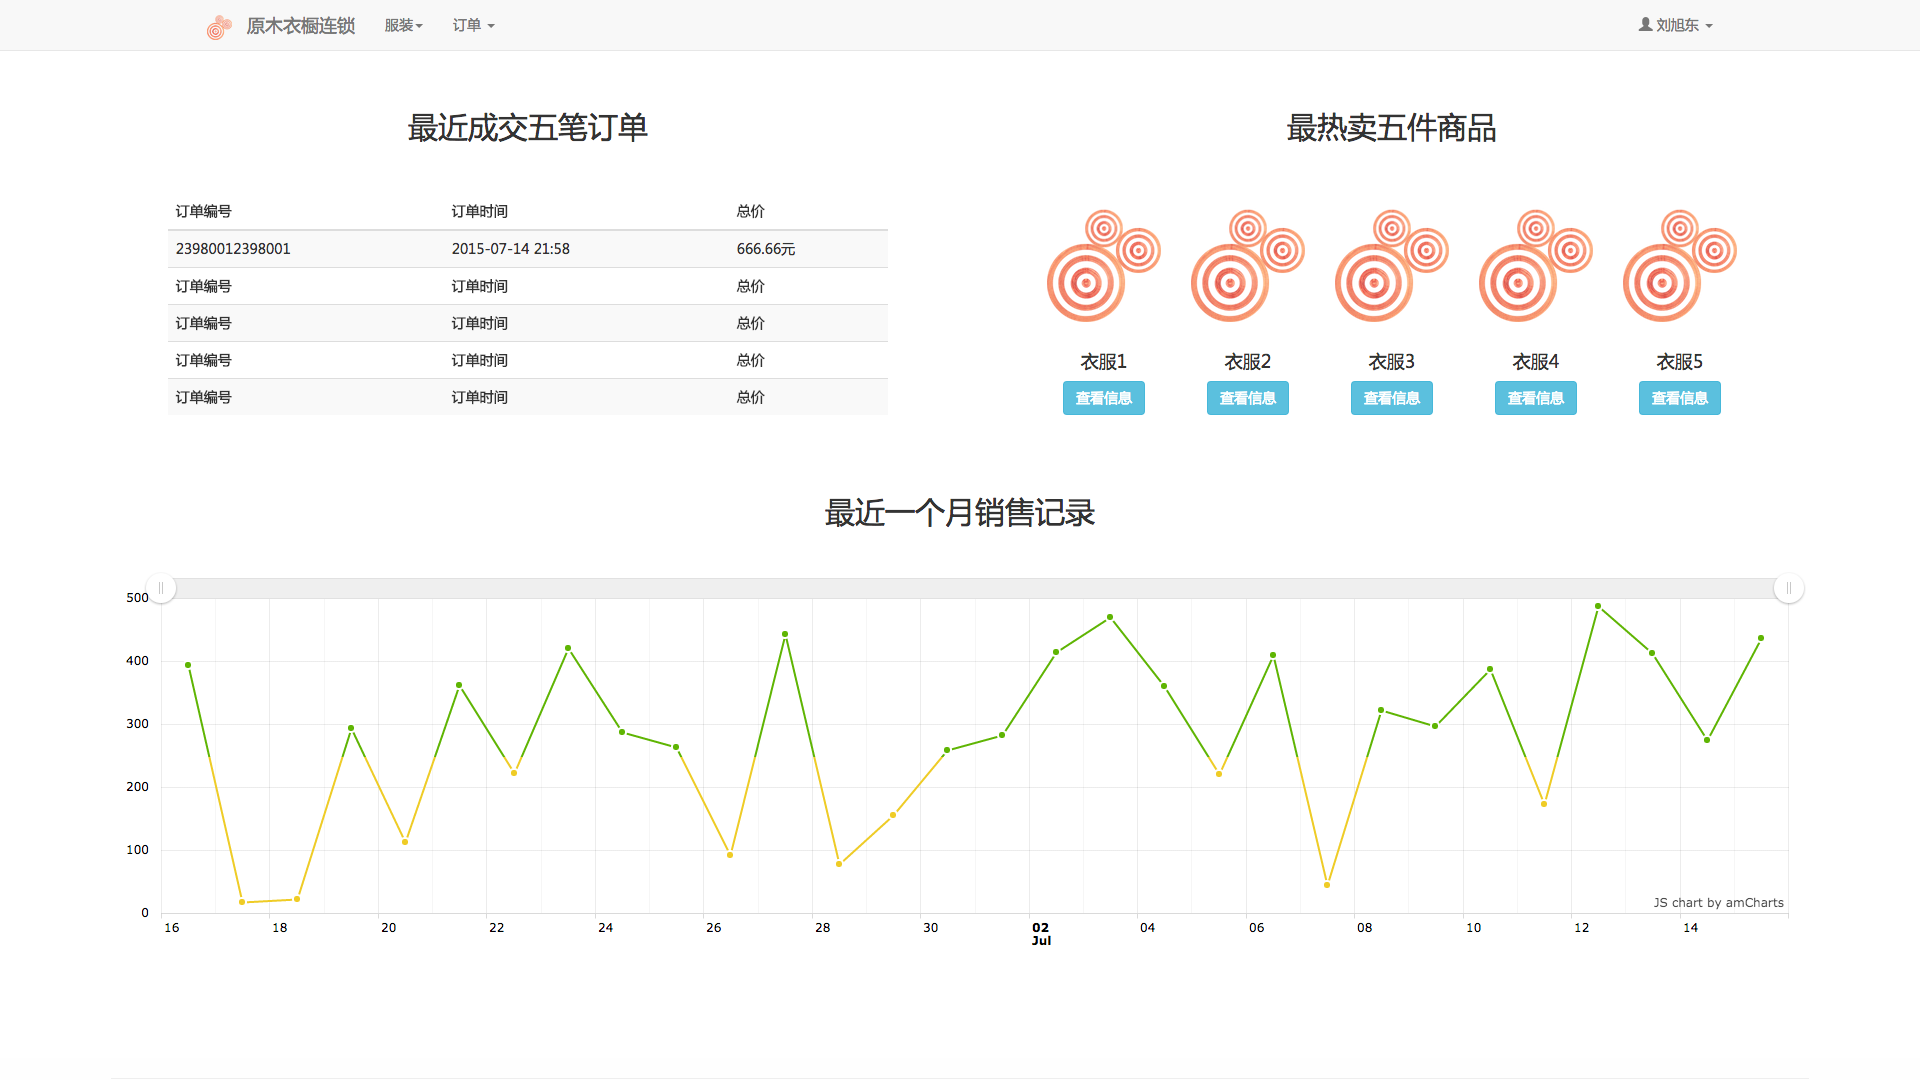 原木衣橱连锁 服装 订单 刘旭东
最近成交五笔订单
订单编号 订单时间 总价
23980012398001 2015-07-14 21:58 666.66元
订单编号 订单时间 总价
订单编号 订单时间 总价
订单编号 订单时间 总价
订单编号 订单时间 总价
最热卖五件商品
衣服1 衣服2 衣服3 衣服4 衣服5
查看信息 查看信息 查看信息 查看信息 查看信息
最近一个月销售记录
500
400
300
200
100
0
JS chart by amCharts
16 18 20 22 24 26 28 30 02 04 06 08 10 12 14
Jul